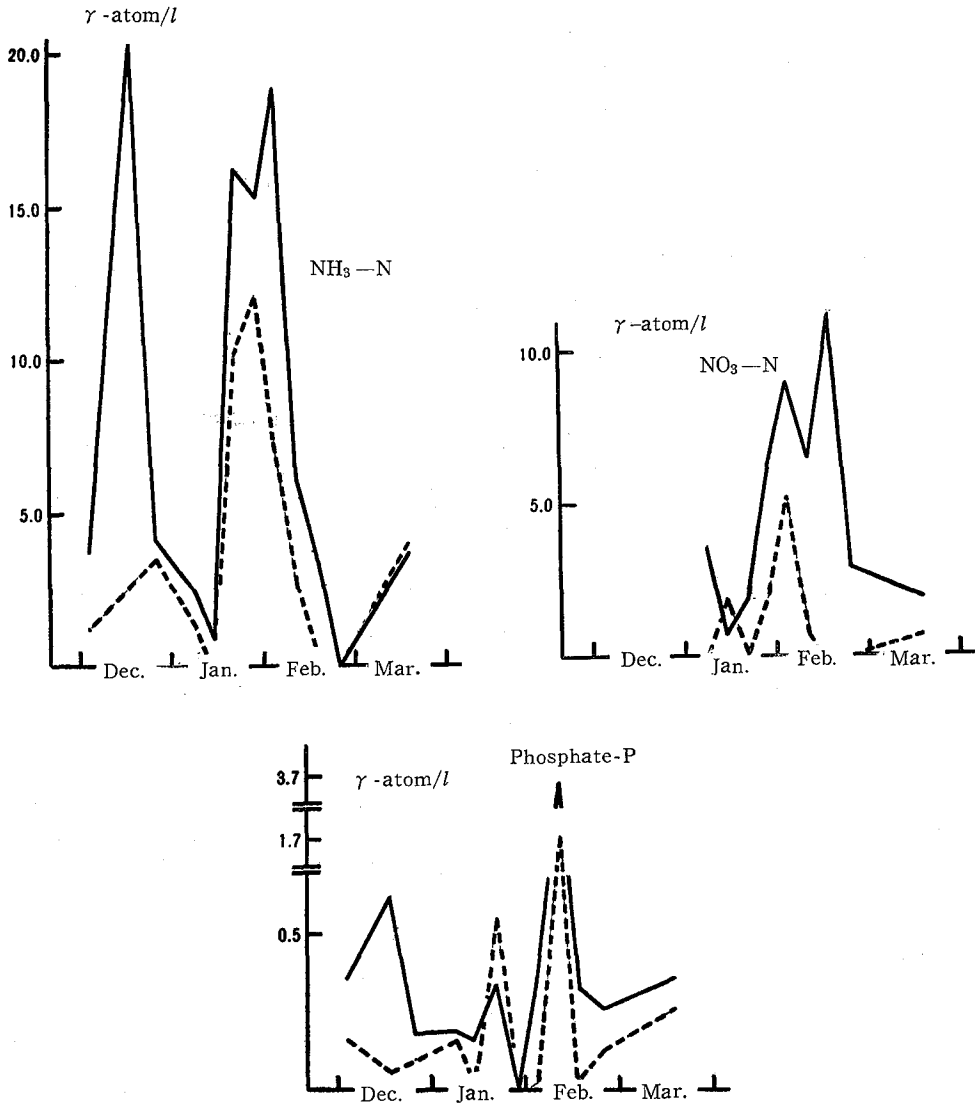 γ-atom/l
20.0
15.0
NH₃—N
10.0
5.0
Dec. Jan. Feb. Mar.
γ-atom/l
10.0
NO₃—N
5.0
Dec. Jan. Feb. Mar.
Phosphate-P
3.7
γ-atom/l
1.7
0.5
Dec. Jan. Feb. Mar.